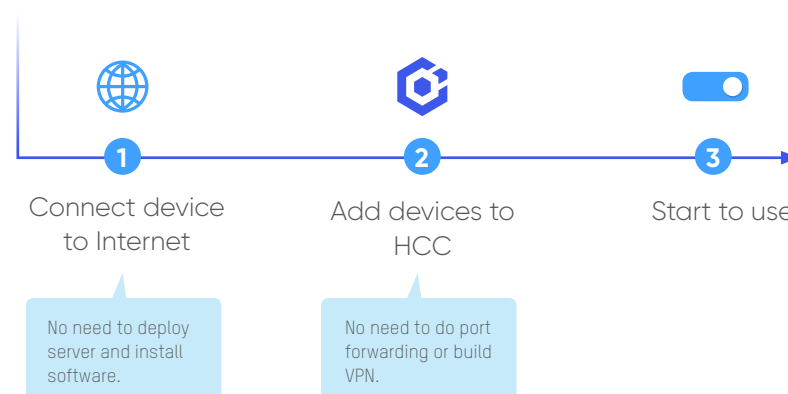 1
2
3
Connect device
to Internet
Add devices to
HCC
Start to use
No need to deploy
server and install
software.
No need to do port
forwarding or build
VPN.